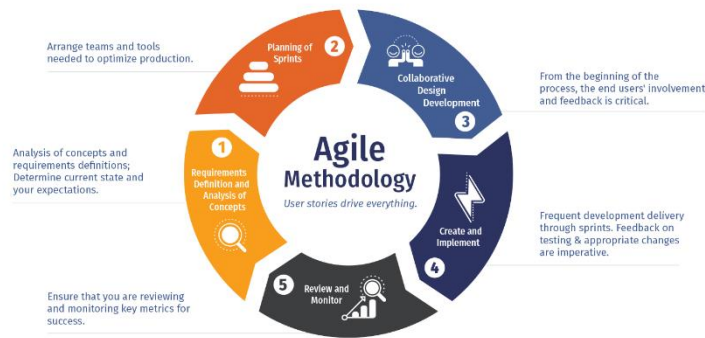 Arrange teams and tools
needed to optimize production.
2
Planning of
Sprints
Collaborative
Design
Development
3
From the beginning of the
process, the end users' involvement
and feedback is critical.
1
Requirements
Definition and
Analysis of
Concepts
Analysis of concepts and
requirements definitions;
Determine current state and
your expectations.
Agile
Methodology
User stories drive everything.
Create and
Implement
4
Frequent development delivery
through sprints. Feedback on
testing & appropriate changes
are imperative.
5
Review and
Monitor
Ensure that you are reviewing
and monitoring key metrics for
success.